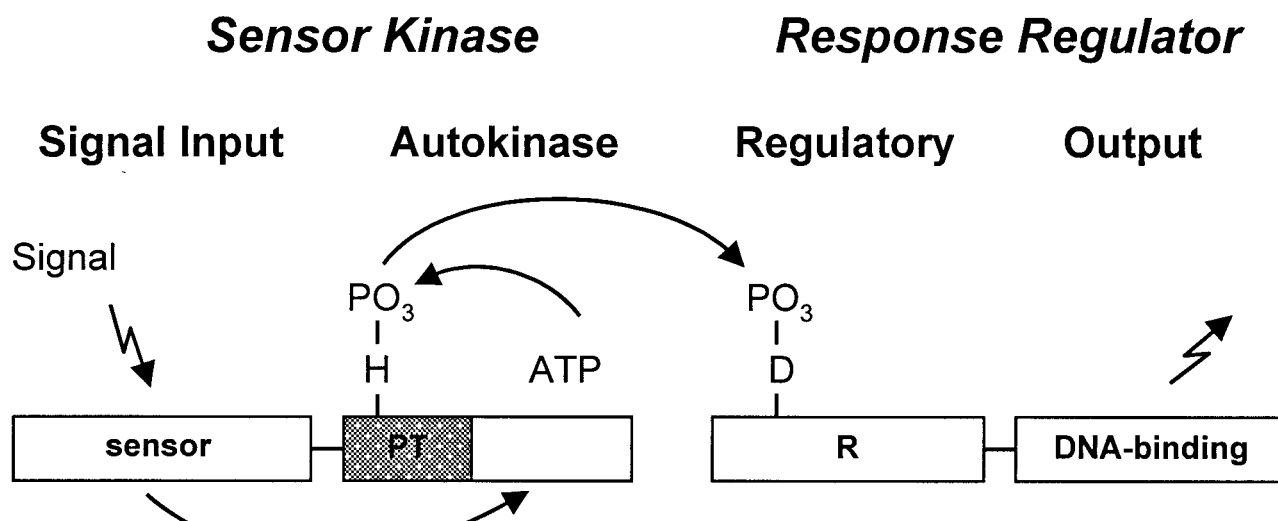 Sensor Kinase Response Regulator
Signal Input Autokinase Regulatory Output
Signal
PO3 PO3
H ATP D
sensor PT R DNA-binding